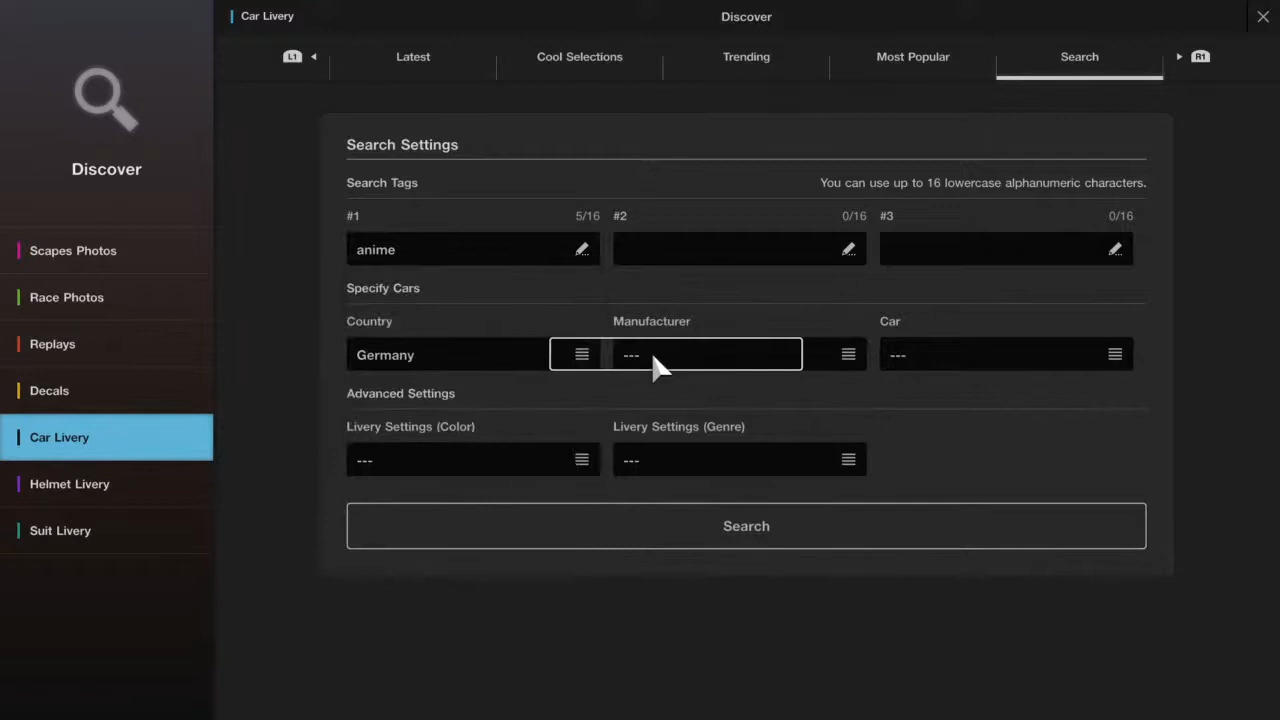 Car Livery
Discover
L1
Latest
Cool Selections
Trending
Most Popular
Search
R1
Discover
Scapes Photos
Race Photos
Replays
Decals
Car Livery
Helmet Livery
Suit Livery
Search Settings
Search Tags
You can use up to 16 lowercase alphanumeric characters.
#1 5/16
#2 0/16
#3 0/16
anime
Specify Cars
Country
Manufacturer
Car
Germany
---
---
Advanced Settings
Livery Settings (Color)
Livery Settings (Genre)
---
---
Search